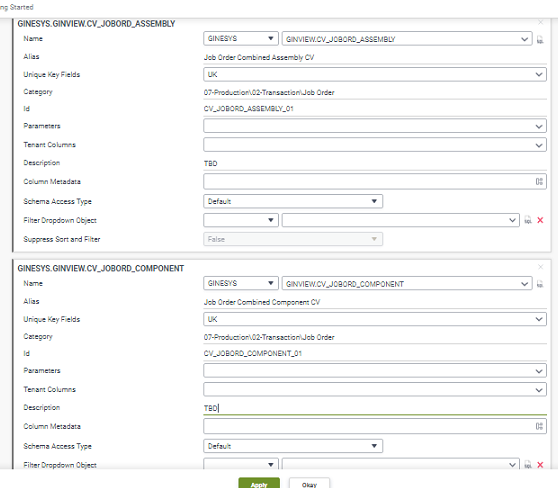 ng Started
GINESYS.GINVIEW.CV_JOBORD_ASSEMBLY
Name GINESYS GINVIEW.CV_JOBORD_ASSEMBLY
Alias Job Order Combined Assembly CV
Unique Key Fields UK
Category 07-Production\02-Transaction\Job Order
Id CV_JOBORD_ASSEMBLY_01
Parameters
Tenant Columns
Description TBD
Column Metadata
Schema Access Type Default
Filter Dropdown Object
Suppress Sort and Filter False
GINESYS.GINVIEW.CV_JOBORD_COMPONENT
Name GINESYS GINVIEW.CV_JOBORD_COMPONENT
Alias Job Order Combined Component CV
Unique Key Fields UK
Category 07-Production\02-Transaction\Job Order
Id CV_JOBORD_COMPONENT_01
Parameters
Tenant Columns
Description TBD
Column Metadata
Schema Access Type Default
Filter Dropdown Object
Apply Okay